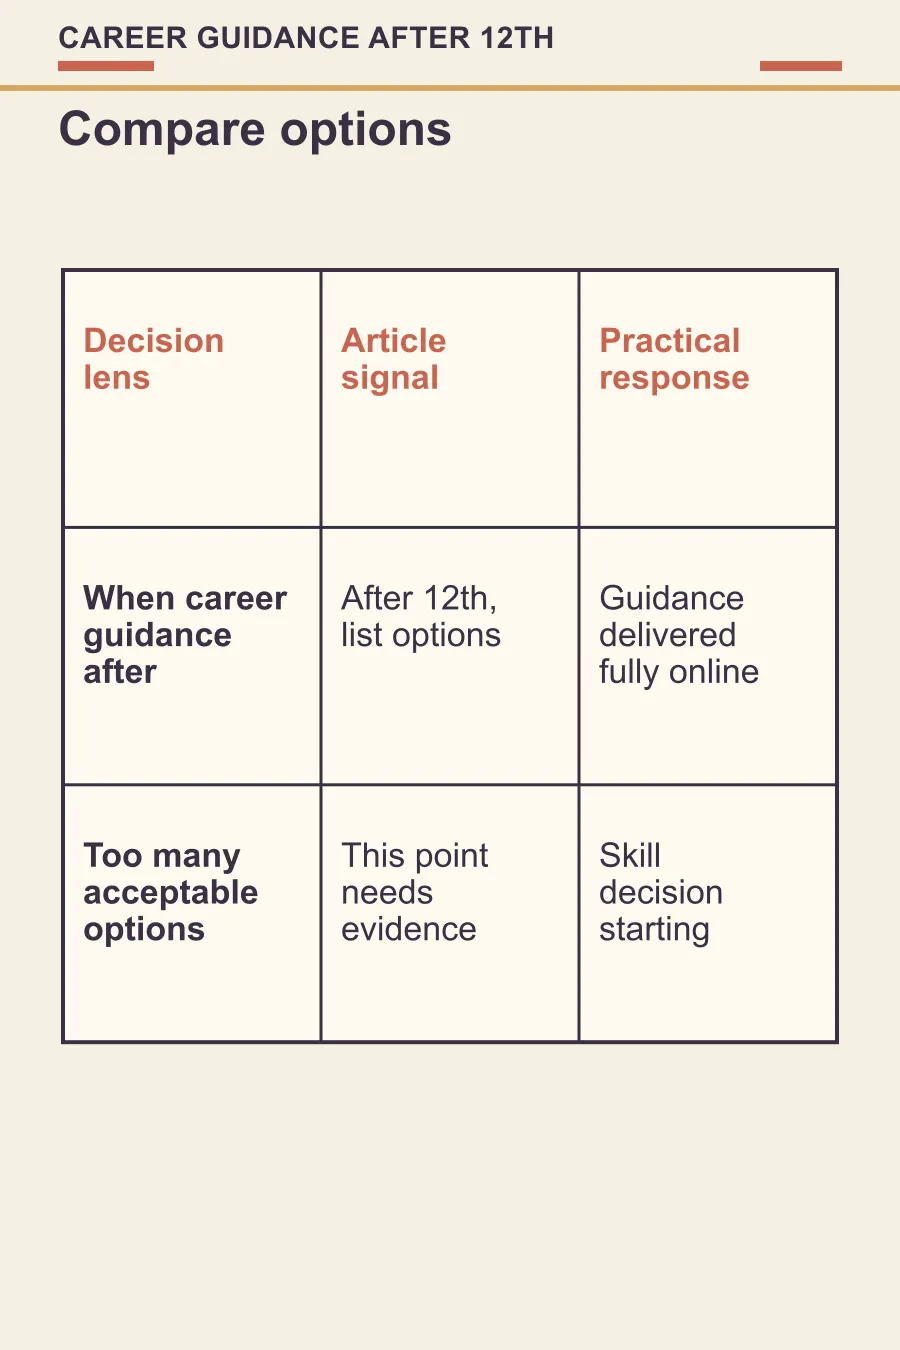 CAREER GUIDANCE AFTER 12TH
Compare options
Decision
lens
Article
signal
Practical
response
When career
guidance
after
After 12th,
list options
Guidance
delivered
fully online
Too many
acceptable
options
This point
needs
evidence
Skill
decision
starting